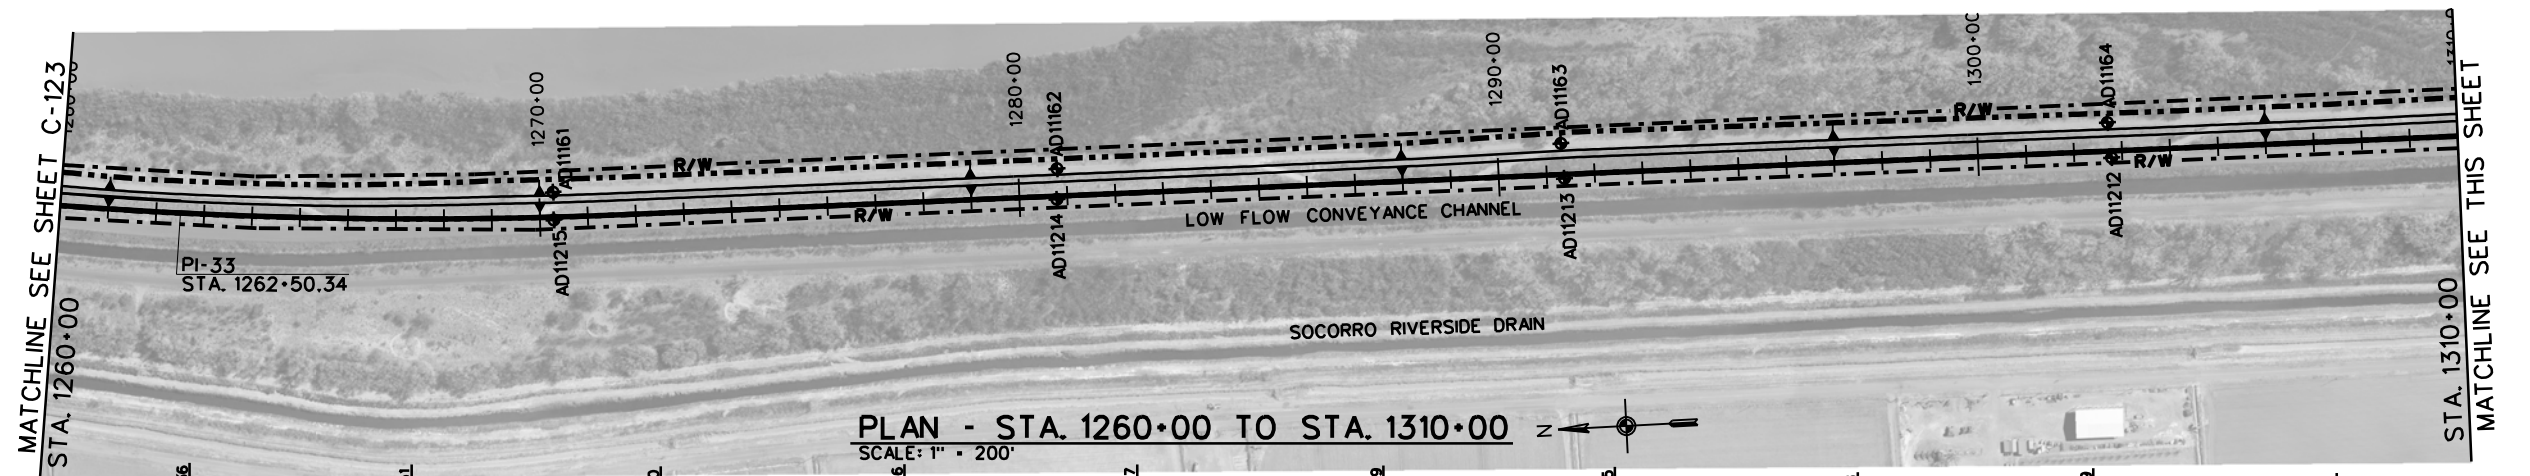 MATCHLINE SEE SHEET C-123
STA. 1260+00
1270+00
1280+00
1290+00
1300+00
AD11161
AD11162
AD11163
AD11164
R/W
R/W
R/W
R/W
AD11215
AD11214
AD11213
AD11212
LOW FLOW CONVEYANCE CHANNEL
PI-33
STA. 1262+50.34
SOCORRO RIVERSIDE DRAIN
PLAN - STA. 1260+00 TO STA. 1310+00
SCALE: 1" = 200'
N
STA. 1310+00
MATCHLINE SEE THIS SHEET